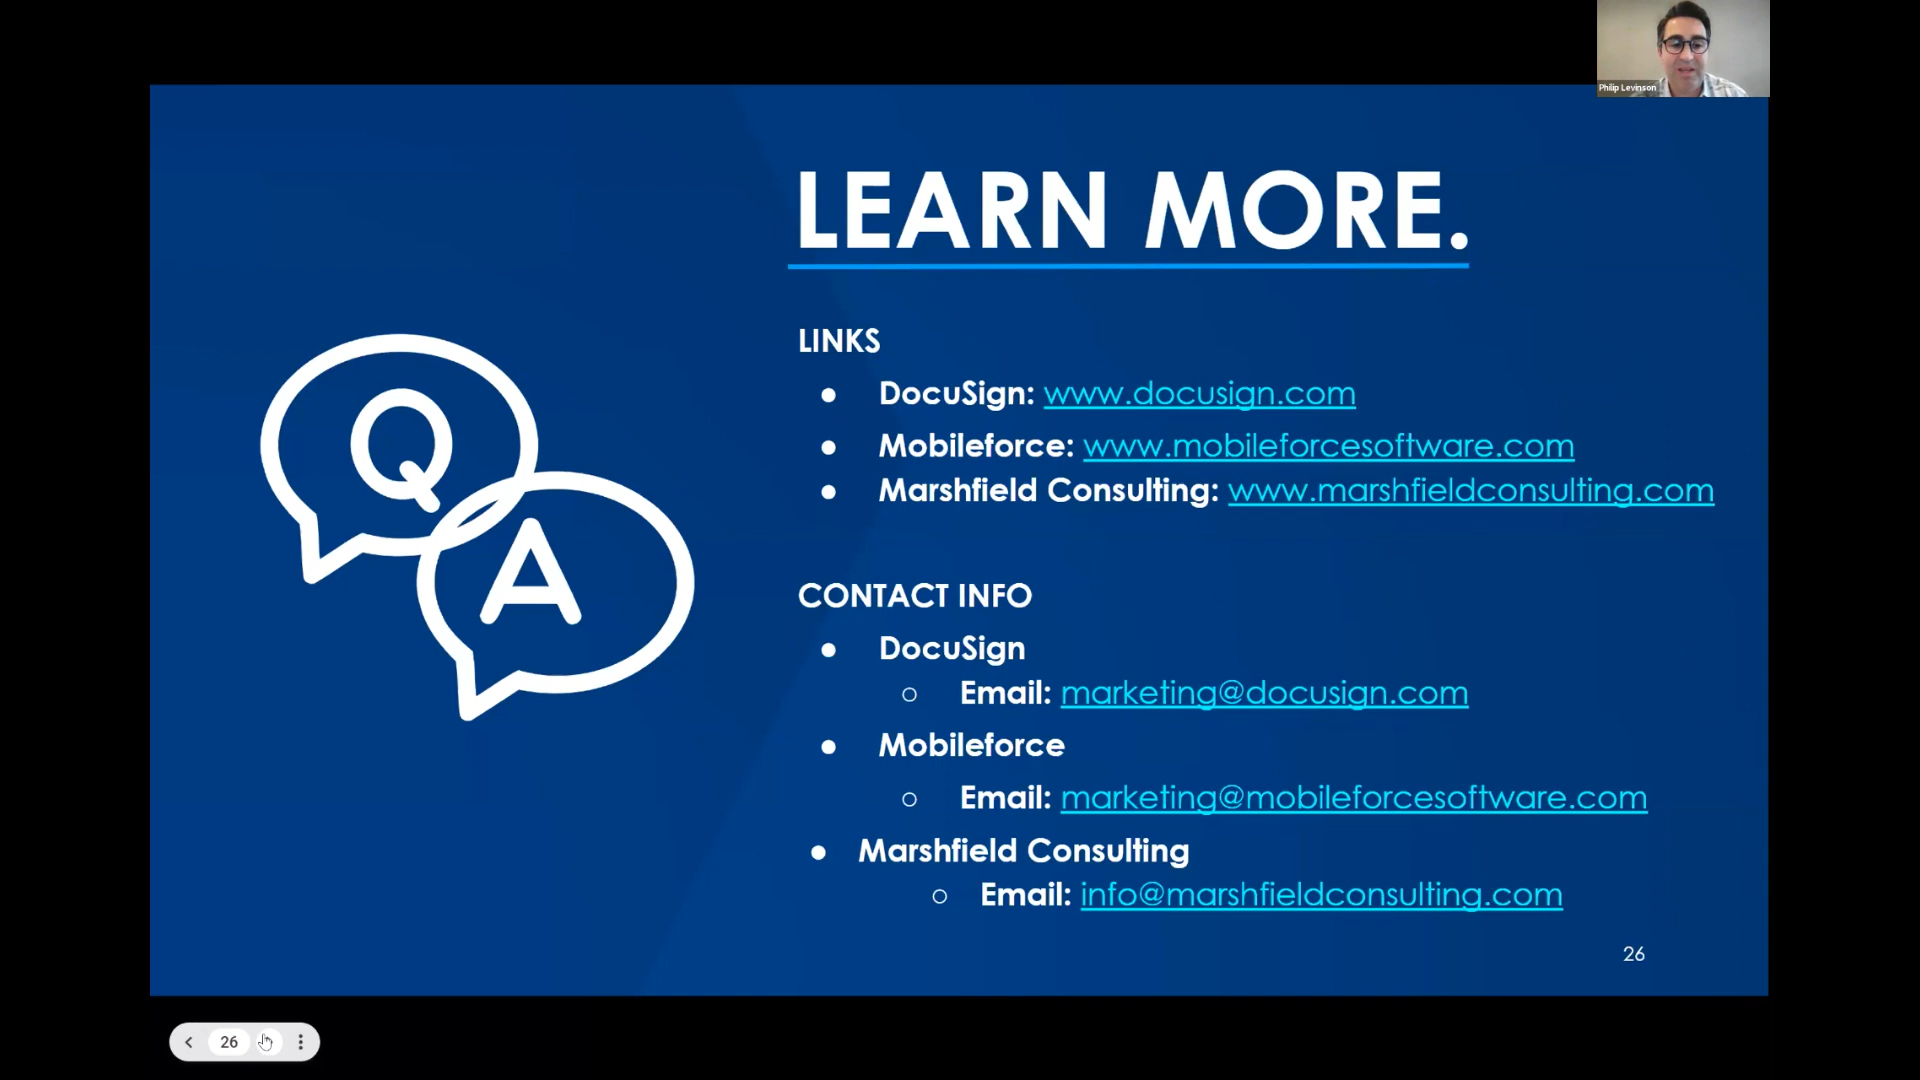 Philip Levinson
LEARN MORE.
Q
A
LINKS
● DocuSign: www.docusign.com
● Mobileforce: www.mobileforcesoftware.com
● Marshfield Consulting: www.marshfieldconsulting.com
CONTACT INFO
● DocuSign
○ Email: marketing@docusign.com
● Mobileforce
○ Email: marketing@mobileforcesoftware.com
● Marshfield Consulting
○ Email: info@marshfieldconsulting.com
26
26